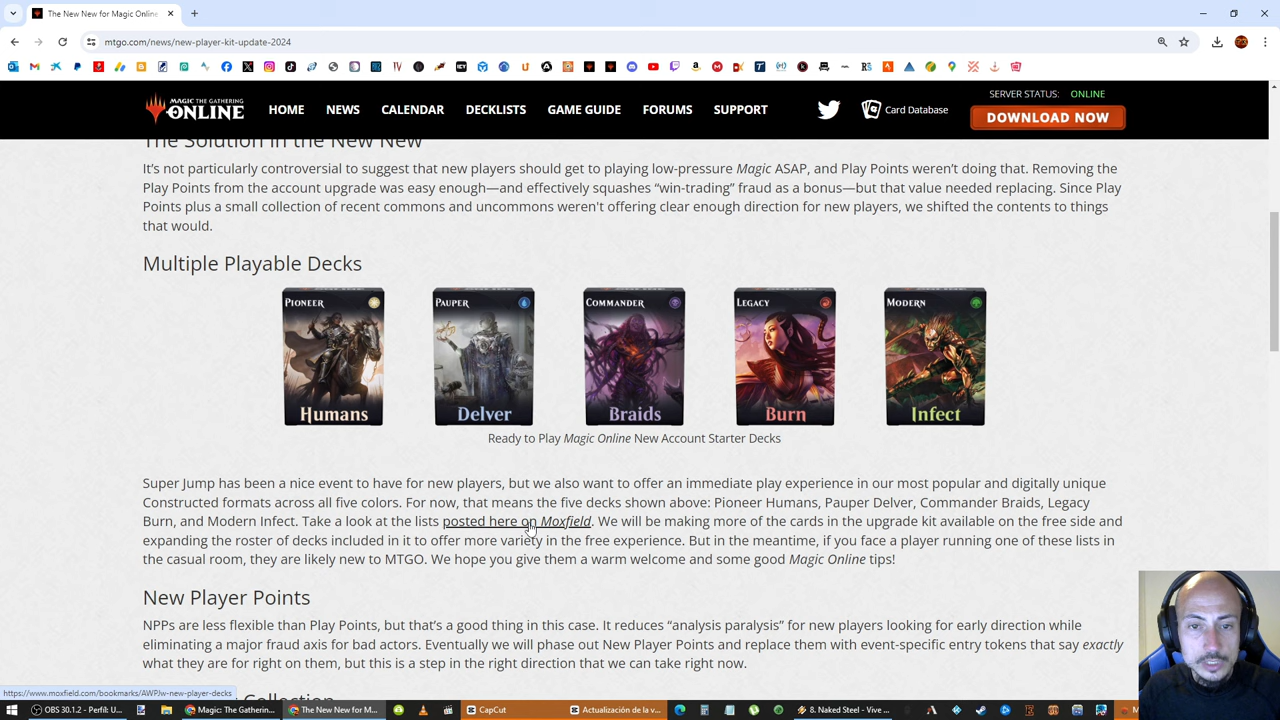 The New New for Magic Online
mtgo.com/news/new-player-kit-update-2024
MAGIC THE GATHERING
ONLINE
HOME
NEWS
CALENDAR
DECKLISTS
GAME GUIDE
FORUMS
SUPPORT
Card Database
SERVER STATUS: ONLINE
DOWNLOAD NOW
The Solution in the New New
It's not particularly controversial to suggest that new players should get to playing low-pressure Magic ASAP, and Play Points weren't doing that. Removing the
Play Points from the account upgrade was easy enough—and effectively squashes “win-trading” fraud as a bonus—but that value needed replacing. Since Play
Points plus a small collection of recent commons and uncommons weren't offering clear enough direction for new players, we shifted the contents to things
that would.
Multiple Playable Decks
PIONEER
Humans
PAUPER
Delver
COMMANDER
Braids
LEGACY
Burn
MODERN
Infect
Ready to Play Magic Online New Account Starter Decks
Super Jump has been a nice event to have for new players, but we also want to offer an immediate play experience in our most popular and digitally unique
Constructed formats across all five colors. For now, that means the five decks shown above: Pioneer Humans, Pauper Delver, Commander Braids, Legacy
Burn, and Modern Infect. Take a look at the lists posted here on Moxfield. We will be making more of the cards in the upgrade kit available on the free side and
expanding the roster of decks included in it to offer more variety in the free experience. But in the meantime, if you face a player running one of these lists in
the casual room, they are likely new to MTGO. We hope you give them a warm welcome and some good Magic Online tips!
New Player Points
NPPs are less flexible than Play Points, but that's a good thing in this case. It reduces “analysis paralysis” for new players looking for early direction while
eliminating a major fraud axis for bad actors. Eventually we will phase out New Player Points and replace them with event-specific entry tokens that say exactly
what they are for right on them, but this is a step in the right direction that we can take right now.
Collection
https://www.moxfield.com/bookmarks/AWPJw-new-player-decks
OBS 30.1.2 - Perfil: U...
Magic: The Gatherin...
The New New for M...
CapCut
Actualización de la v...
8. Naked Steel - Vive ...